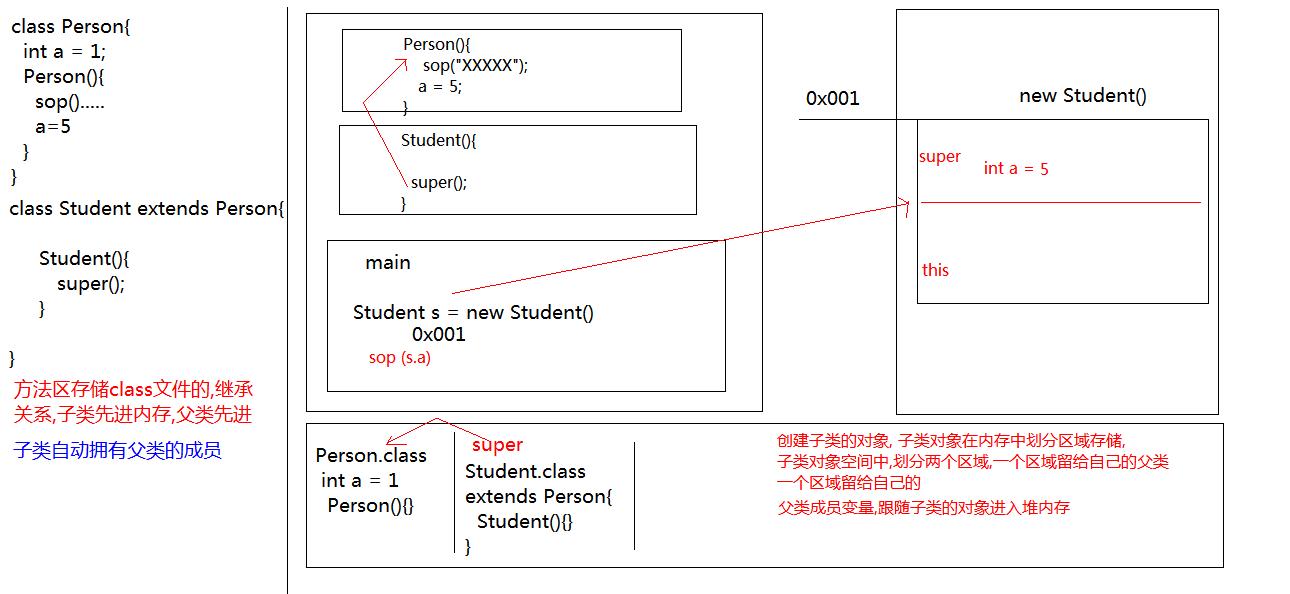 class Person{
int a = 1;
Person(){
sop().....
a=5
}
}
class Student extends Person{
Student(){
super();
}
}
方法区存储class文件的,继承
关系,子类先进内存,父类先进
子类自动拥有父类的成员
Person(){
sop("XXXXX");
a = 5;
}
Student(){
super();
}
main
Student s = new Student()
0x001
sop (s.a)
0x001
new Student()
super
int a = 5
this
Person.class
int a = 1
Person(){}
super
Student.class
extends Person{
Student(){}
}
创建子类的对象, 子类对象在内存中划分区域存储,
子类对象空间中,划分两个区域,一个区域留给自己的父类
一个区域留给自己的
父类成员变量,跟随子类的对象进入堆内存